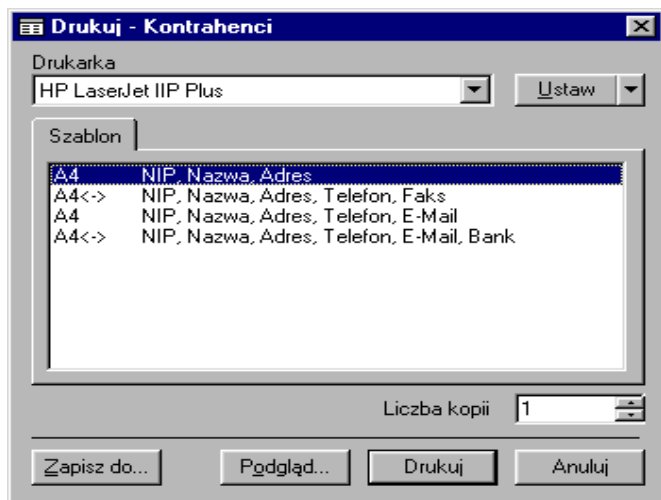 Drukuj - Kontrahenci
Drukarka
HP LaserJet IIP Plus
Ustaw
Szablon
A4 NIP, Nazwa, Adres
A4<-> NIP, Nazwa, Adres, Telefon, Faks
A4 NIP, Nazwa, Adres, Telefon, E-Mail
A4<-> NIP, Nazwa, Adres, Telefon, E-Mail, Bank
Liczba kopii 1
Zapisz do... Podgląd... Drukuj Anuluj